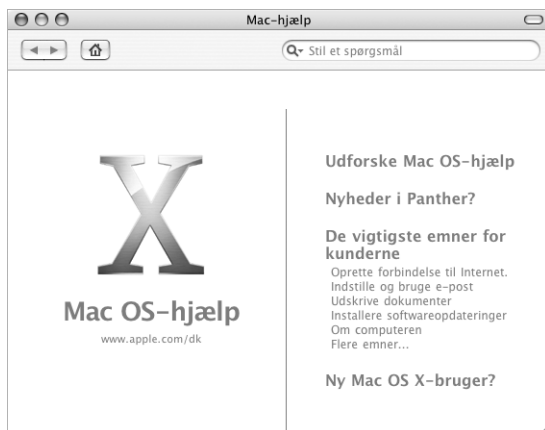 Mac-hjælp
Stil et spørgsmål
X
Mac OS-hjælp
www.apple.com/dk
Udforske Mac OS-hjælp
Nyheder i Panther?
De vigtigste emner for
kunderne
Oprette forbindelse til Internet.
Indstille og bruge e-post
Udskrive dokumenter
Installere softwareopdateringer
Om computeren
Flere emner...
Ny Mac OS X-bruger?